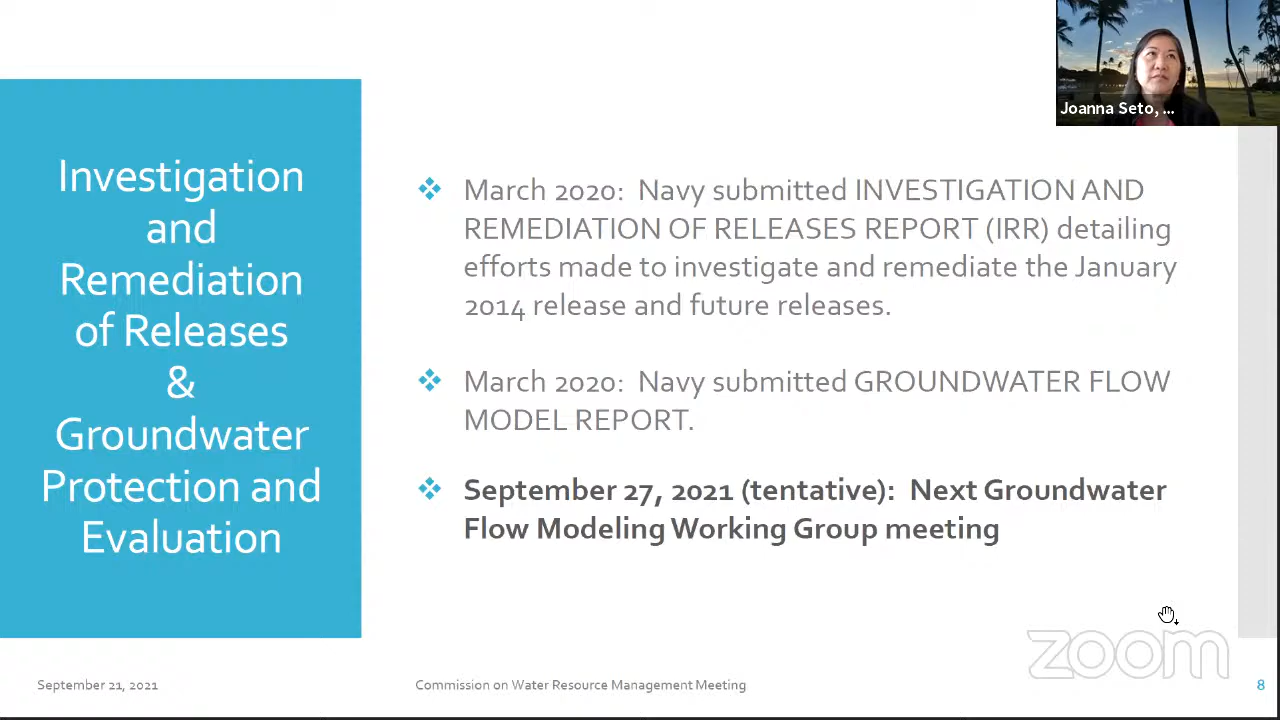 Joanna Seto, ...
Investigation
and
Remediation
of Releases
&
Groundwater
Protection and
Evaluation
March 2020: Navy submitted INVESTIGATION AND
REMEDIATION OF RELEASES REPORT (IRR) detailing
efforts made to investigate and remediate the January
2014 release and future releases.
March 2020: Navy submitted GROUNDWATER FLOW
MODEL REPORT.
September 27, 2021 (tentative): Next Groundwater
Flow Modeling Working Group meeting
zoom
September 21, 2021
Commission on Water Resource Management Meeting
8